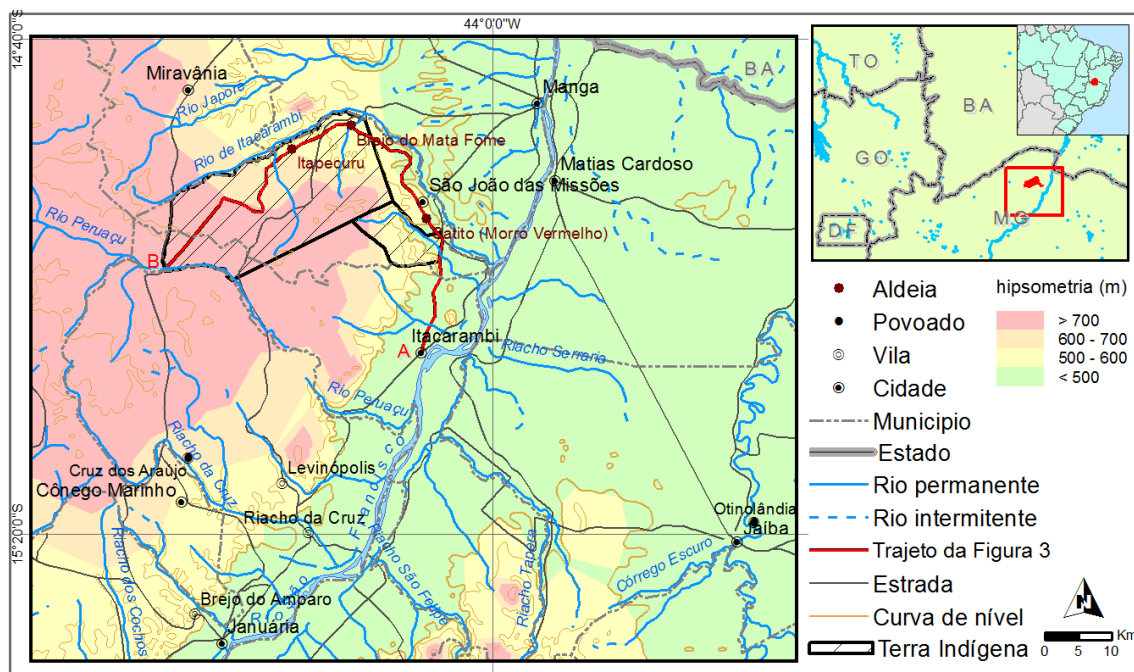 44°0'0"W
14°40'0"S
Miravânia
Rio Japoré
Manga
BA
Rio de Itacarambi
Brejo do Mata Fome
Itapecuru
Matias Cardoso
São João das Missões
Rio Peruaçu
Gatito (Morro Vermelho)
B
Itacarambi
A
Riacho Serraria
Rio Peruaçu
Riacho da Cruz
Cruz dos Araújo
Levinópolis
Cônego Marinho
Riacho da Cruz
Otinolândia
Jaíba
15°20'0"S
Rio São Francisco
Riacho São Felipe
Riacho Tapera
Córrego Escuro
Riacho dos Cochos
Brejo do Amparo
Januária
TO
BA
GO
DF
MG
Aldeia
Povoado
Vila
Cidade
Municipio
Estado
Rio permanente
Rio intermitente
Trajeto da Figura 3
Estrada
Curva de nível
Terra Indígena
hipsometria (m)
> 700
600 - 700
500 - 600
< 500
N
Km
0 5 10